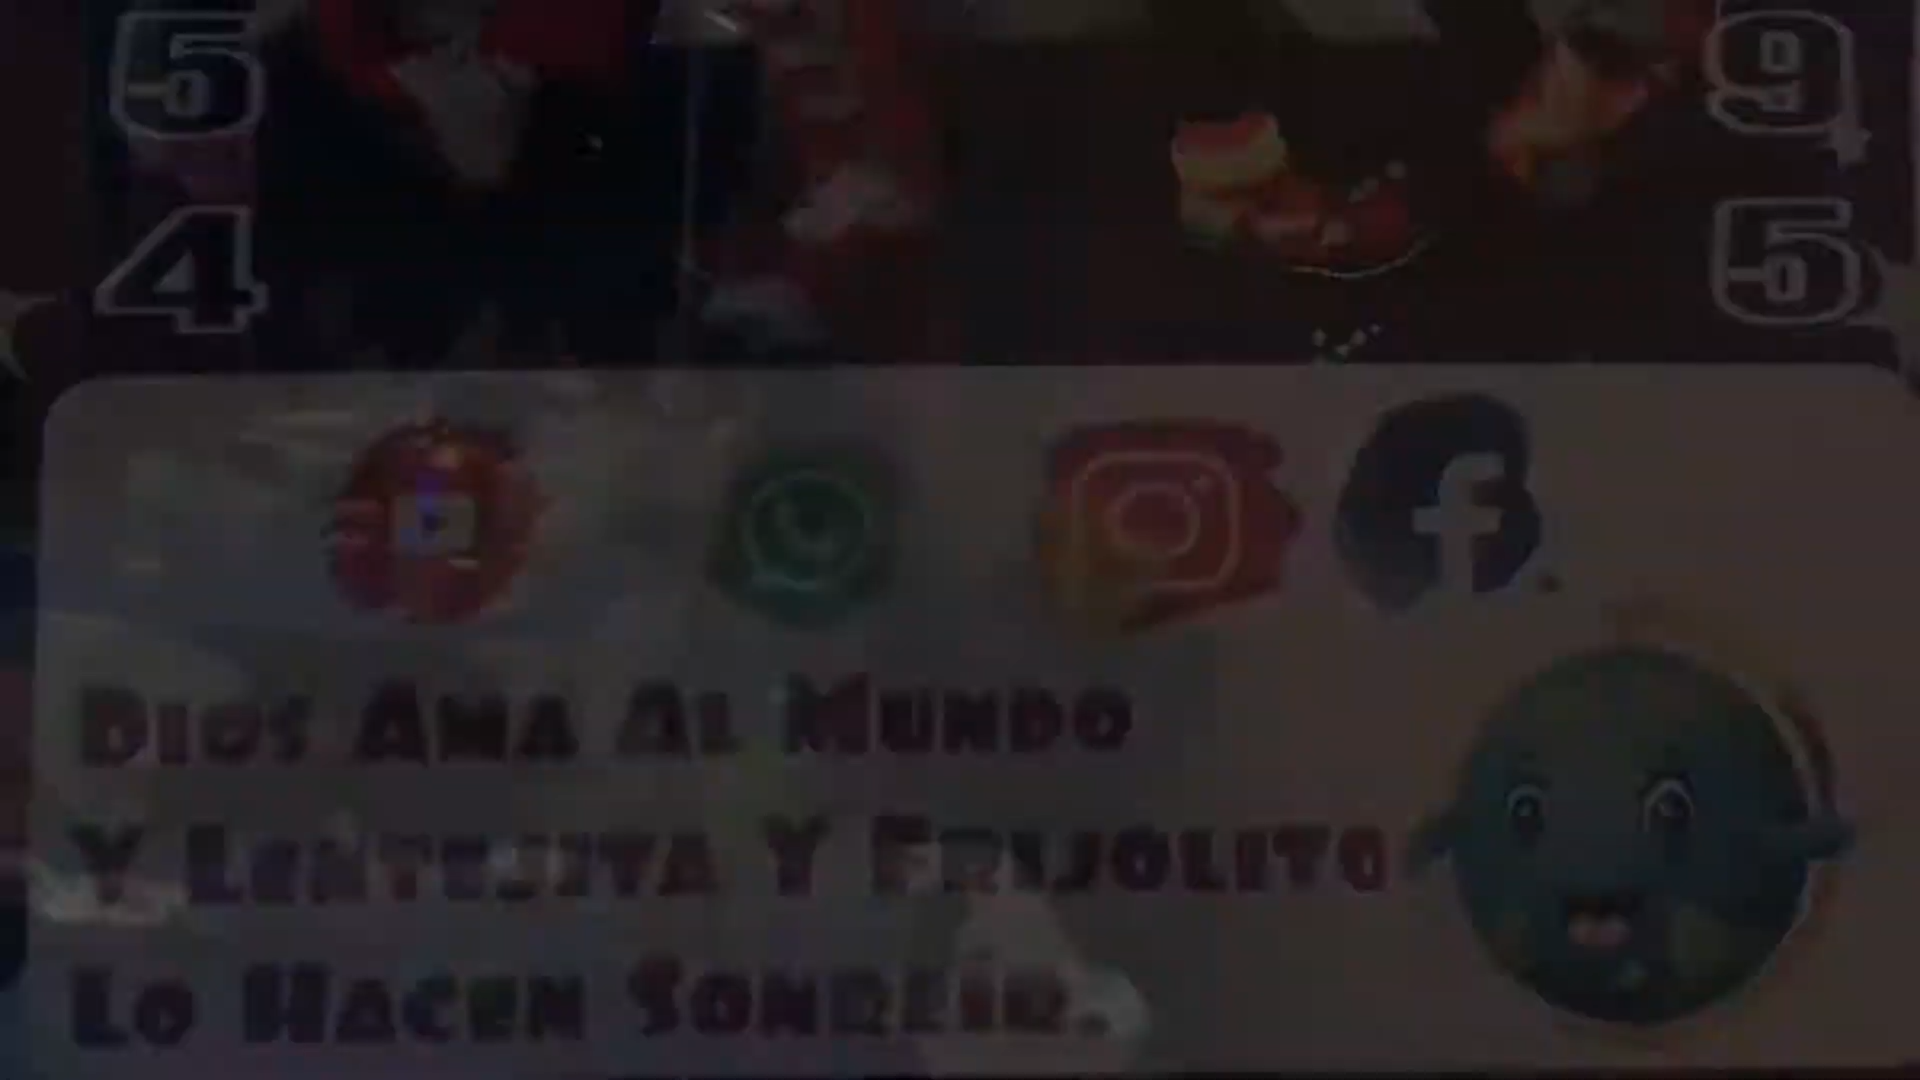 5 9
4 5
Dios Ama Al Mundo
Y Lentejita Y Frijolito
Lo Hacen Sonreír.